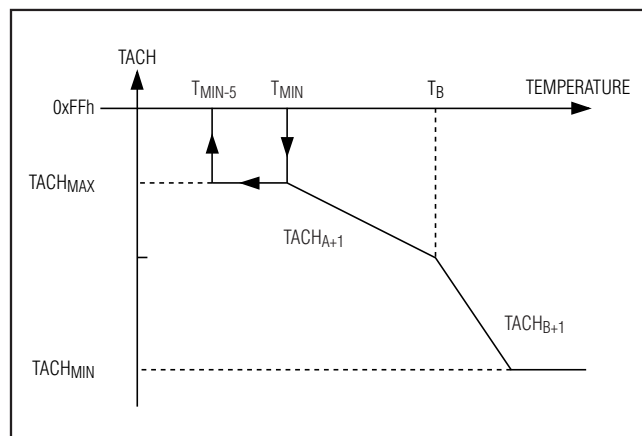 TACH
TMIN-5
TMIN
TB
TEMPERATURE
0xFFh
TACHMAX
TACHA+1
TACHB+1
TACHMIN